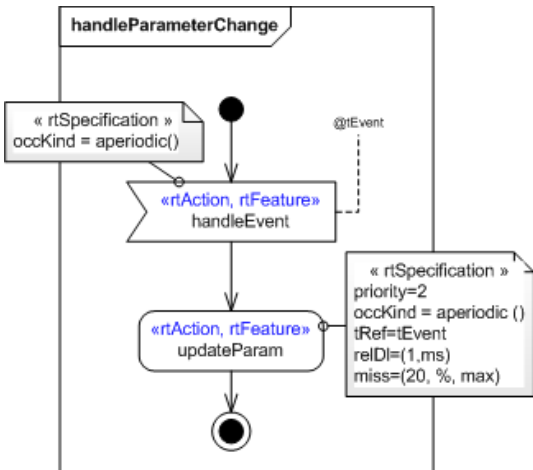 handleParameterChange
« rtSpecification »
occKind = aperiodic()
@tEvent
«rtAction, rtFeature»
handleEvent
« rtSpecification »
priority=2
occKind = aperiodic ()
tRef=tEvent
relDl=(1,ms)
miss=(20, %, max)
«rtAction, rtFeature»
updateParam